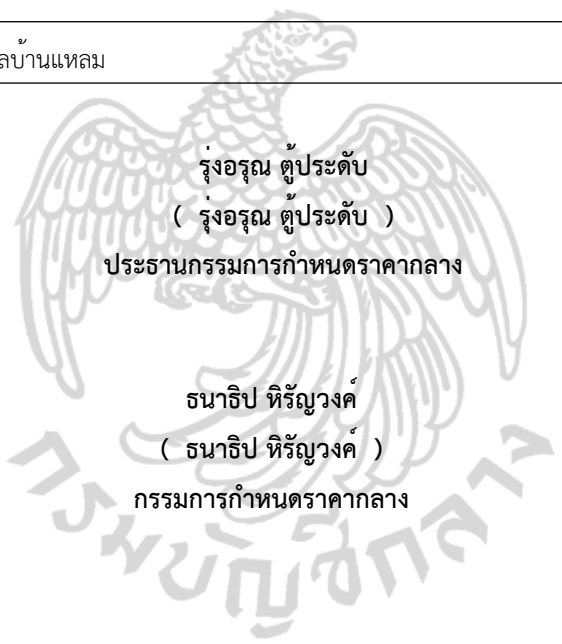 ลบ้านแหลม
รุ่งอรุณ ตู้ประดับ
( รุ่งอรุณ ตู้ประดับ )
ประธานกรรมการกำหนดราคากลาง
ธนาธิป หิรัญวงค์
( ธนาธิป หิรัญวงค์ )
กรรมการกำหนดราคากลาง
กรมบัญชีกลาง